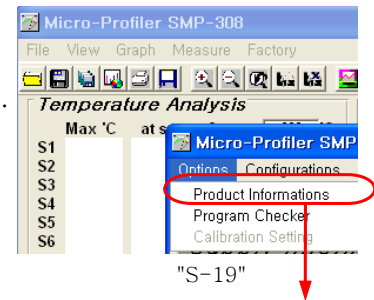 Micro-Profiler SMP-308
File View Graph Measure Factory
Temperature Analysis
Max 'C at s
S1
S2
S3
S4
S5
S6
Micro-Profiler SMP
Options Configurations
Product Informations
Program Checker
Calibration Setting
"S-19"